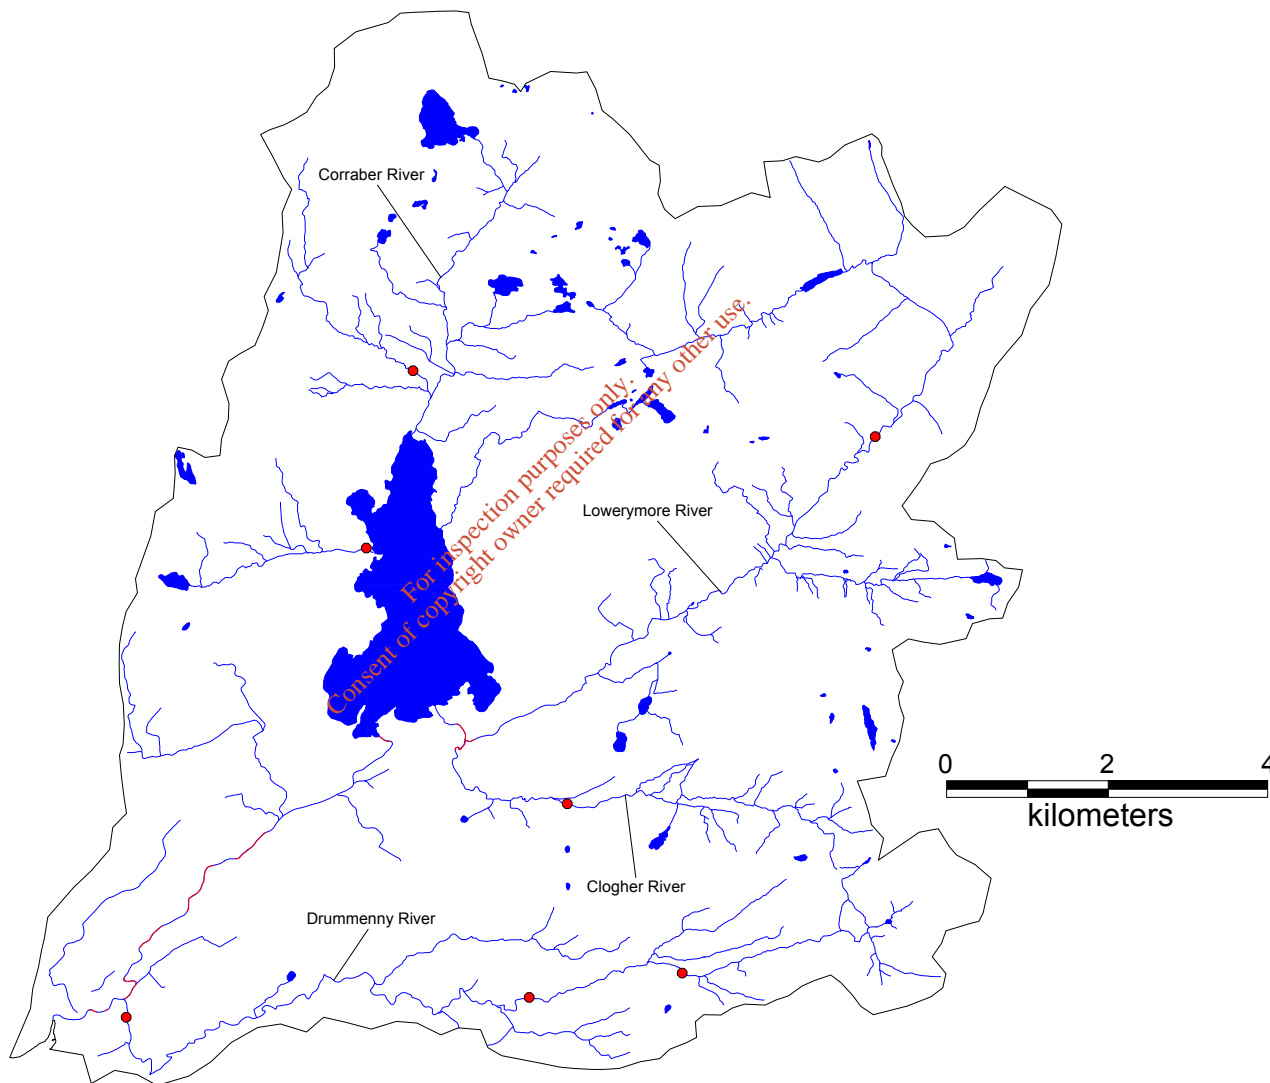 Corraber River
For inspection purposes only.
Consent of copyright owner required for any other use.
Lowerymore River
0 2 4
kilometers
Clogher River
Drummenny River